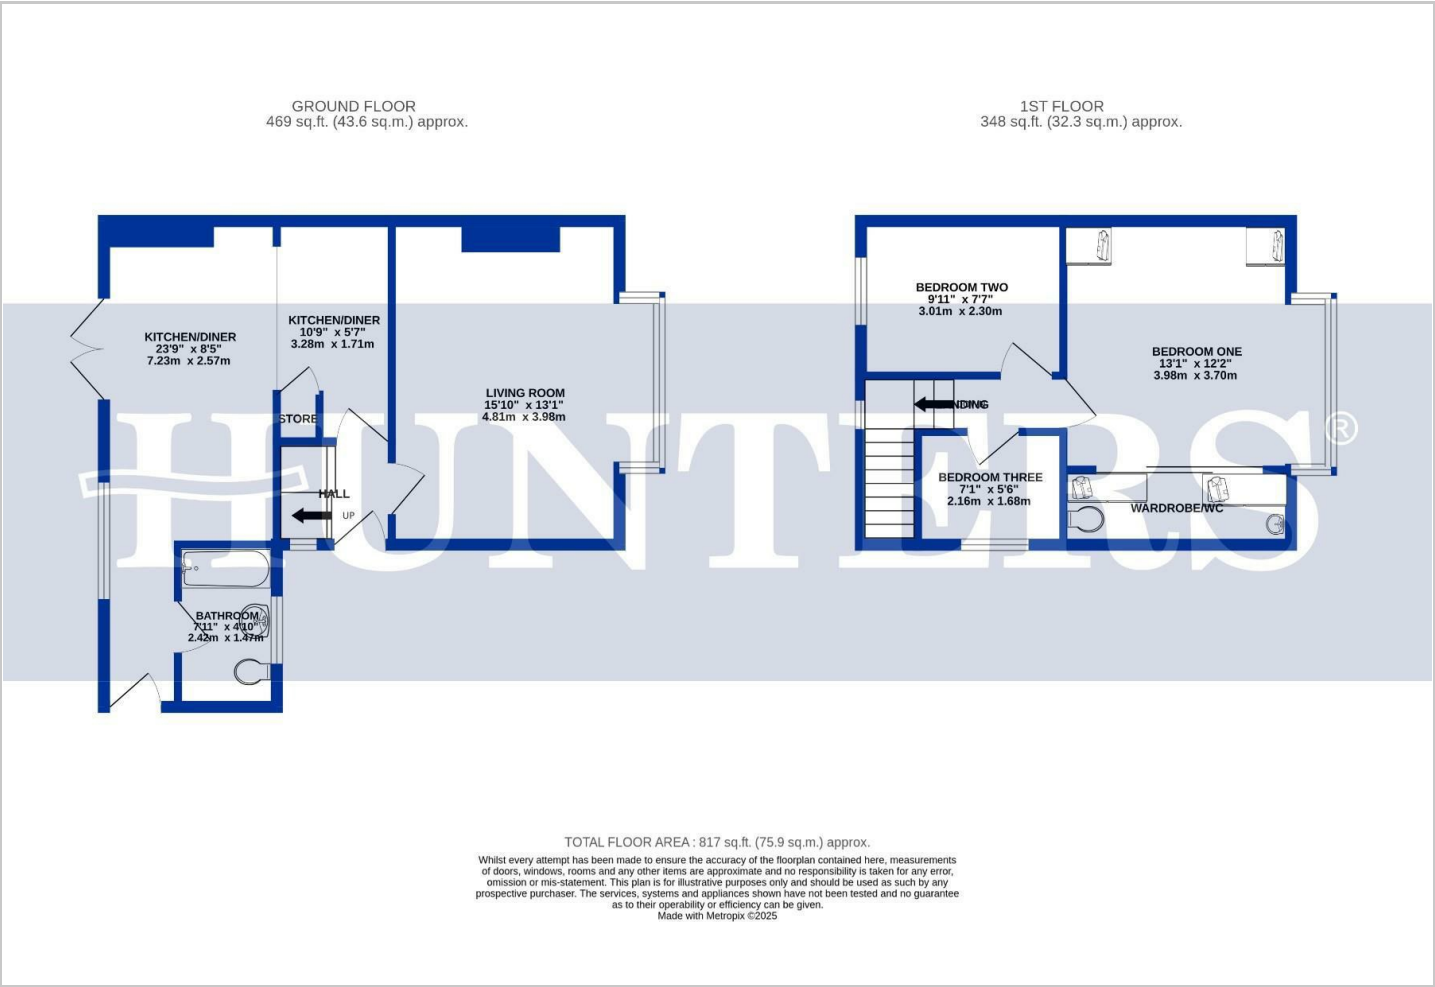 GROUND FLOOR
469 sq.ft. (43.6 sq.m.) approx.
1ST FLOOR
348 sq.ft. (32.3 sq.m.) approx.
KITCHEN/DINER
23'9" x 8'5"
7.23m x 2.57m
KITCHEN/DINER
10'9" x 5'7"
3.28m x 1.71m
LIVING ROOM
15'10" x 13'1"
4.81m x 3.98m
STORE
HALL
UP
BATHROOM
7'11" x 4'10"
2.42m x 1.47m
BEDROOM TWO
9'11" x 7'7"
3.01m x 2.30m
BEDROOM ONE
13'1" x 12'2"
3.98m x 3.70m
BEDROOM THREE
7'1" x 5'6"
2.16m x 1.68m
WARDROBE/WC
HUNTERS®
TOTAL FLOOR AREA : 817 sq.ft. (75.9 sq.m.) approx.
Whilst every attempt has been made to ensure the accuracy of the floorplan contained here, measurements
of doors, windows, rooms and any other items are approximate and no responsibility is taken for any error,
omission or mis-statement. This plan is for illustrative purposes only and should be used as such by any
prospective purchaser. The services, systems and appliances shown have not been tested and no guarantee
as to their operability or efficiency can be given.
Made with Metropix ©2025